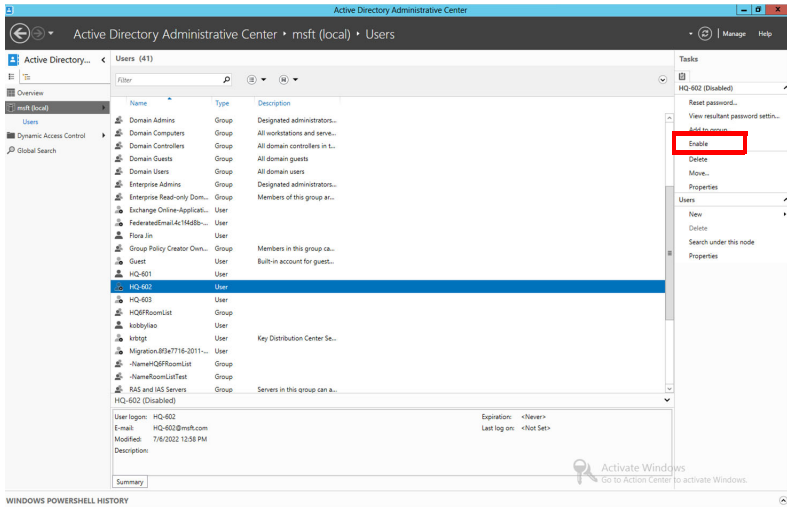 Active Directory Administrative Center
Active Directory Administrative Center • msft (local) • Users
Manage Help
Active Directory...
Overview
msft (local)
Users
Dynamic Access Control
Global Search
Users (41)
Filter
Name Type Description
Domain Admins Group Designated administrators...
Domain Computers Group All workstations and serve...
Domain Controllers Group All domain controllers in t...
Domain Guests Group All domain guests
Domain Users Group All domain users
Enterprise Admins Group Designated administrators...
Enterprise Read-only Dom... Group Members of this group ar...
Exchange Online-Applicati... User
FederatedEmail.4c1f4d8b-... User
Flora Jin User
Group Policy Creator Own... Group Members in this group ca...
Guest User Built-in account for guest...
HQ-601 User
HQ-602 User
HQ-603 User
HQ6FRoomList Group
kobbyliao User
krbtgt User Key Distribution Center Se...
Migration.8f3e7716-2011-... User
-NameHQ6FRoomList Group
-NameRoomListTest Group
RAS and IAS Servers Group Servers in this group can a...
HQ-602 (Disabled)
User logon: HQ-602 Expiration: <Never>
E-mail: HQ-602@msft.com Last log on: <Not Set>
Modified: 7/6/2022 12:58 PM
Description:
Summary
Tasks
HQ-602 (Disabled)
Reset password...
View resultant password settin...
Add to group...
Enable
Delete
Move...
Properties
Users
New
Delete
Search under this node
Properties
Activate Windows
Go to Action Center to activate Windows.
WINDOWS POWERSHELL HISTORY